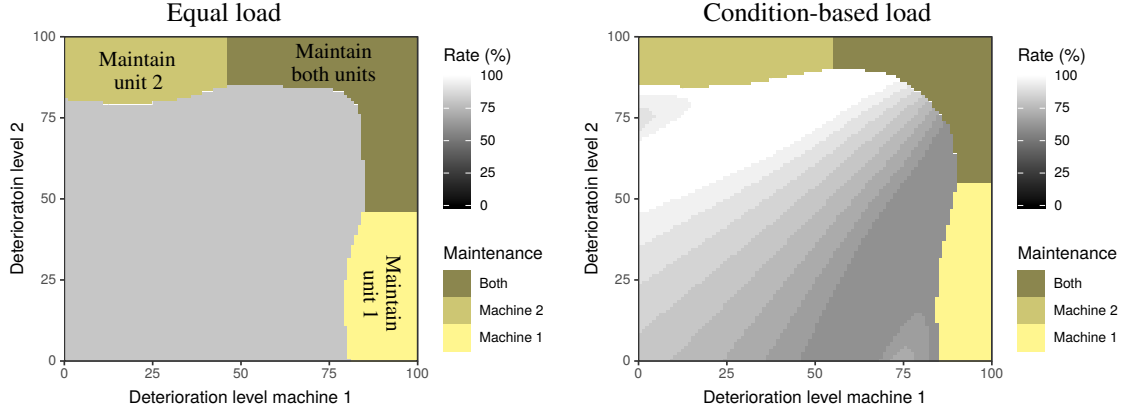 Equal load
Condition-based load
100
75
50
25
0
Deterioratoin level 2
Maintain
unit 2
Maintain
both units
Maintain
unit 1
0
25
50
75
100
Deterioration level machine 1
Rate (%)
100
75
50
25
0
Maintenance
Both
Machine 2
Machine 1
100
75
50
25
0
Deterioratoin level 2
0
25
50
75
100
Deterioration level machine 1
Rate (%)
100
75
50
25
0
Maintenance
Both
Machine 2
Machine 1